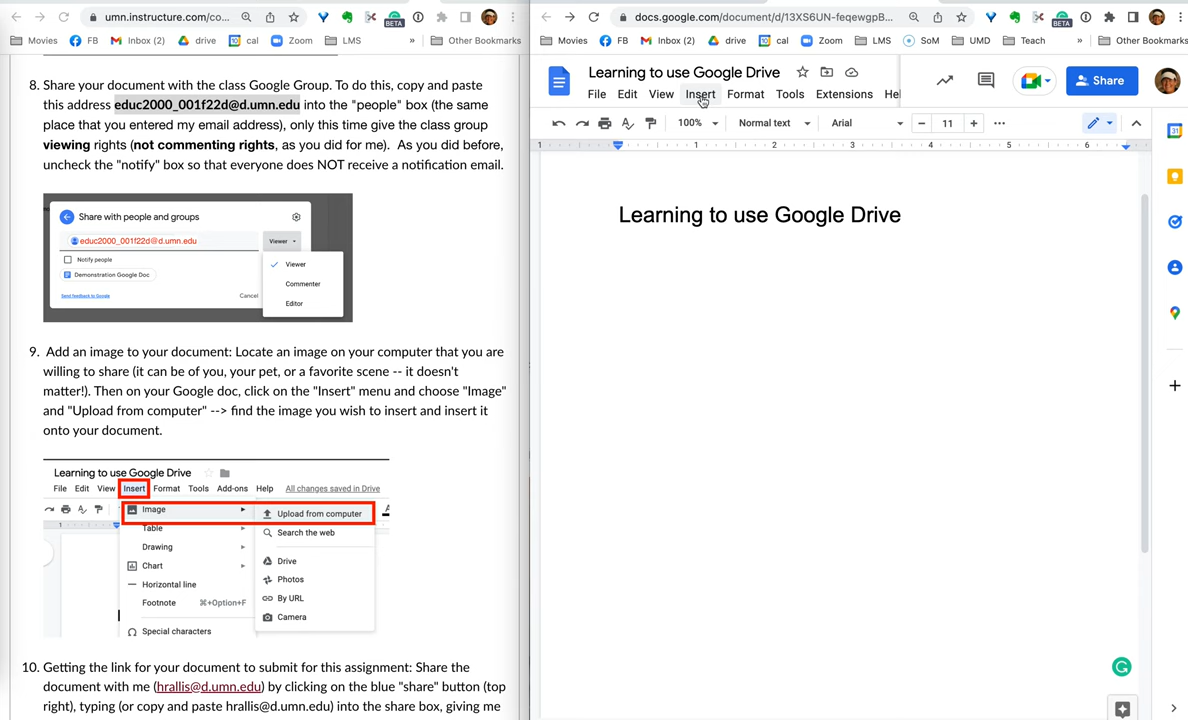 umn.instructure.com/co...
BETA
Movies FB Inbox (2) drive 10 cal Zoom LMS » Other Bookmarks
8. Share your document with the class Google Group. To do this, copy and paste
this address educ2000_001f22d@d.umn.edu into the "people" box (the same
place that you entered my email address), only this time give the class group
viewing rights (not commenting rights, as you did for me). As you did before,
uncheck the "notify" box so that everyone does NOT receive a notification email.
Share with people and groups
educ2000_001f22d@d.umn.edu Viewer
Notify people
Viewer
Demonstration Google Doc
Commenter
Send feedback to Google Cancel
Editor
9. Add an image to your document: Locate an image on your computer that you are
willing to share (it can be of you, your pet, or a favorite scene -- it doesn't
matter!). Then on your Google doc, click on the "Insert" menu and choose "Image"
and "Upload from computer" --> find the image you wish to insert and insert it
onto your document.
Learning to use Google Drive
File Edit View Insert Format Tools Add-ons Help All changes saved in Drive
Image Upload from computer
1
Table Search the web
Drawing
Chart Drive
Horizontal line Photos
Footnote ⌘+Option+F By URL
Camera
Special characters
10. Getting the link for your document to submit for this assignment: Share the
document with me (hrallis@d.umn.edu) by clicking on the blue "share" button (top
right), typing (or copy and paste hrallis@d.umn.edu) into the share box, giving me
docs.google.com/document/d/13XS6UN-feqewgpB...
BETA
Movies FB Inbox (2) drive 10 cal Zoom LMS SoM UMD Teach » Other Bookmarks
Learning to use Google Drive
File Edit View Insert Format Tools Extensions Hel
Share
100% Normal text Arial 11
1 1 2 3 4 5 6
31
Learning to use Google Drive